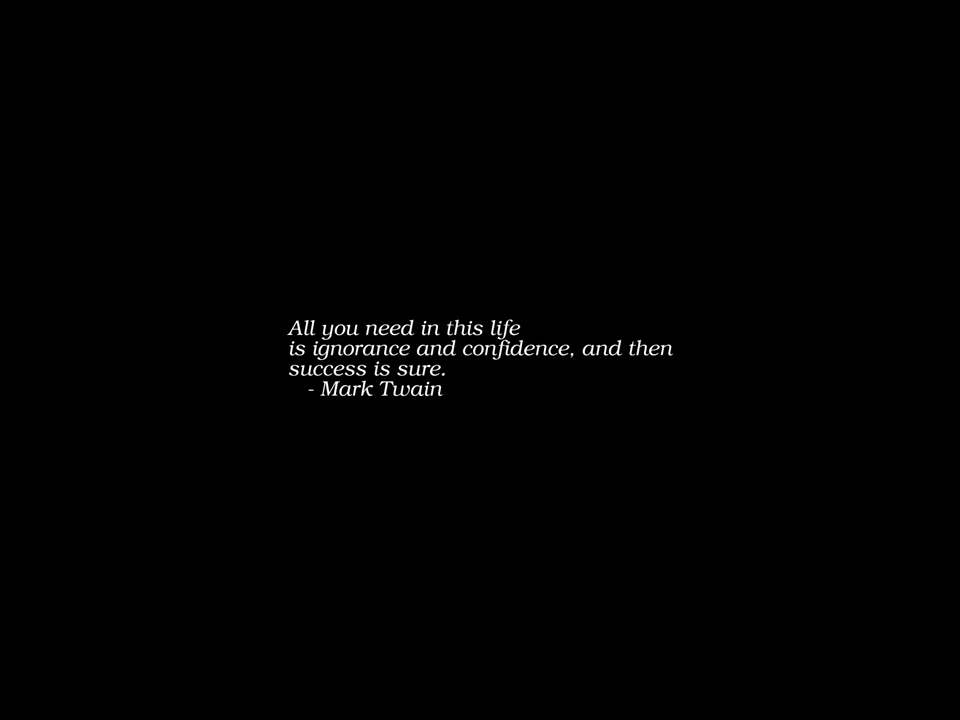 All you need in this life
is ignorance and confidence, and then
success is sure.
- Mark Twain